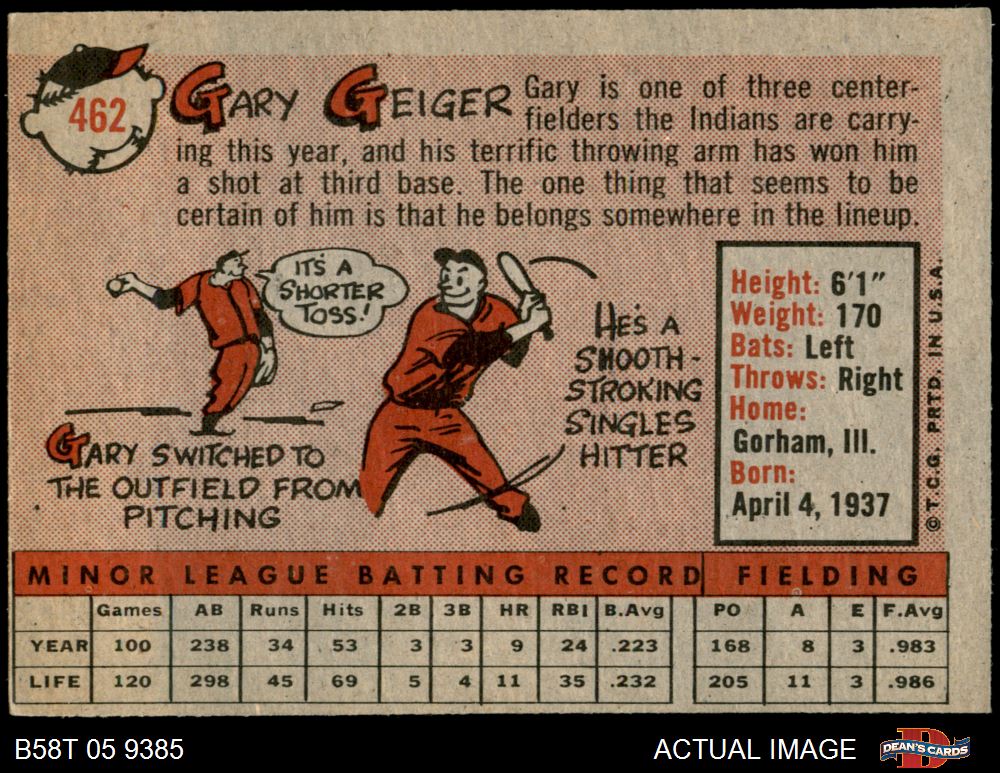 462
GARY GEIGER
Gary is one of three center-
fielders the Indians are carry-
ing this year, and his terrific throwing arm has won him
a shot at third base. The one thing that seems to be
certain of him is that he belongs somewhere in the lineup.
IT'S A
SHORTER
TOSS!
GARY SWITCHED TO
THE OUTFIELD FROM
PITCHING
HE'S A
SMOOTH-
STROKING
SINGLES
HITTER
Height: 6'1"
Weight: 170
Bats: Left
Throws: Right
Home:
Gorham, Ill.
Born:
April 4, 1937
© T.C.G. PRTD. IN U.S.A.
MINOR LEAGUE BATTING RECORD FIELDING
Games AB Runs Hits 2B 3B HR RBI B.Avg PO A E F.Avg
YEAR 100 238 34 53 3 3 9 24 .223 168 8 3 .983
LIFE 120 298 45 69 5 4 11 35 .232 205 11 3 .986
B58T 05 9385 ACTUAL IMAGE DEAN'S CARDS